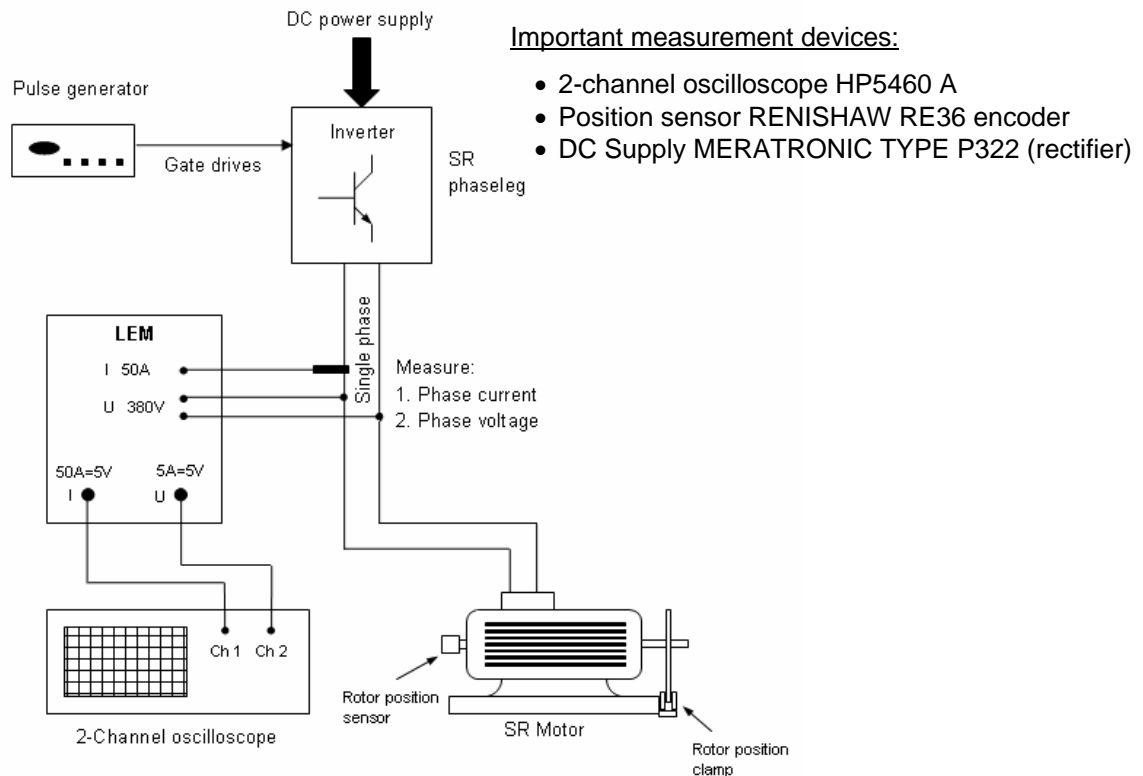 DC power supply
Important measurement devices:
• 2-channel oscilloscope HP5460 A
• Position sensor RENISHAW RE36 encoder
• DC Supply MERATRONIC TYPE P322 (rectifier)
Pulse generator
Gate drives
Inverter
SR
phaseleg
Single phase
LEM
I 50A
U 380V
50A=5V
5A=5V
I
U
Measure:
1. Phase current
2. Phase voltage
Ch 1
Ch 2
2-Channel oscilloscope
Rotor position
sensor
SR Motor
Rotor position
clamp